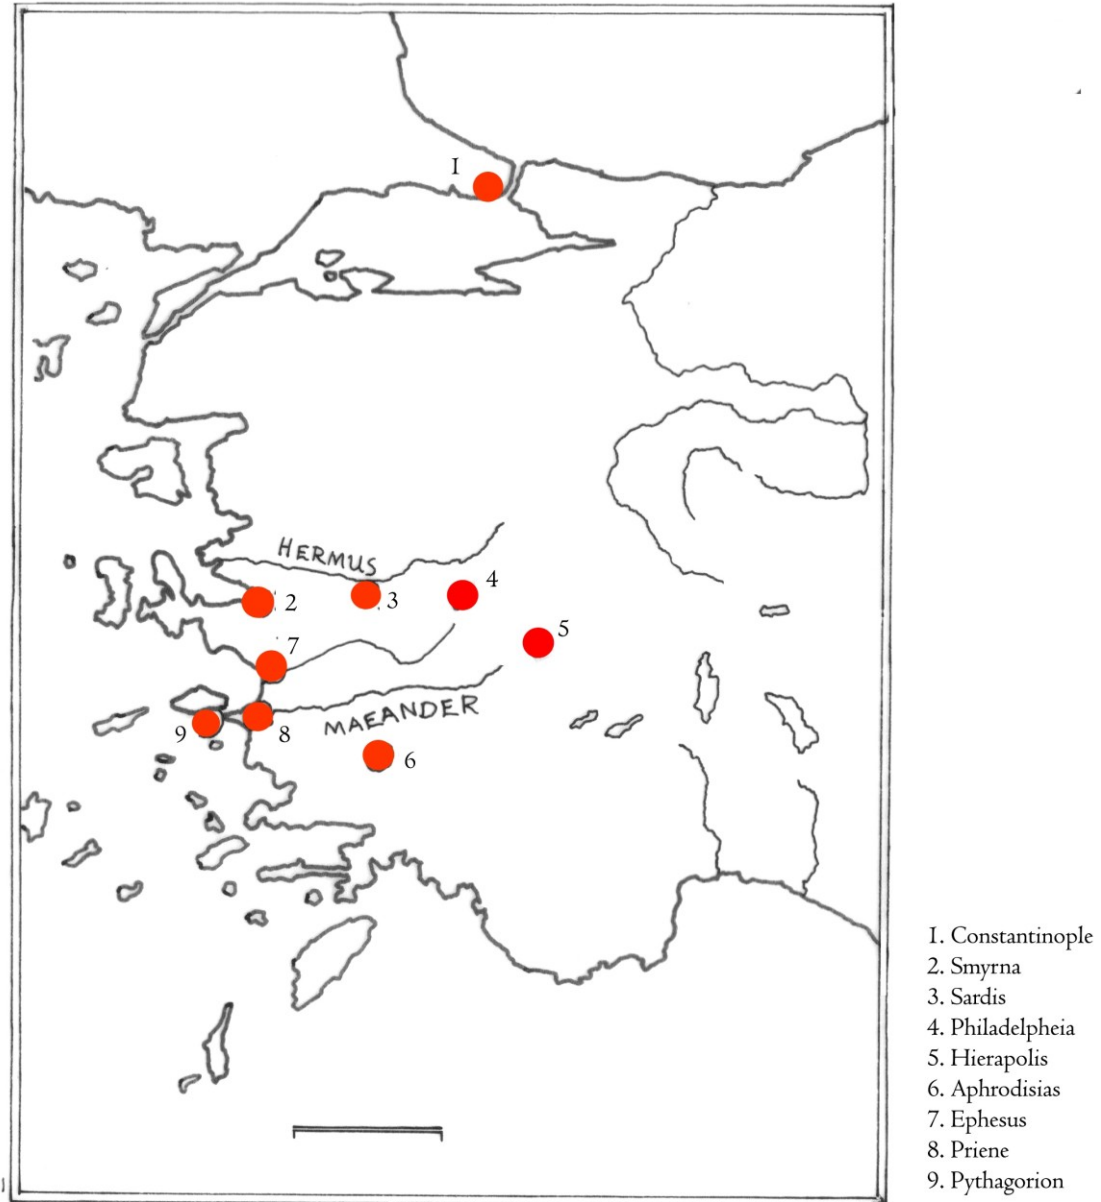 1
HERMUS
4
2
3
5
7
MAEANDER
9
8
6
1. Constantinople
2. Smyrna
3. Sardis
4. Philadelpheia
5. Hierapolis
6. Aphrodisias
7. Ephesus
8. Priene
9. Pythagorion